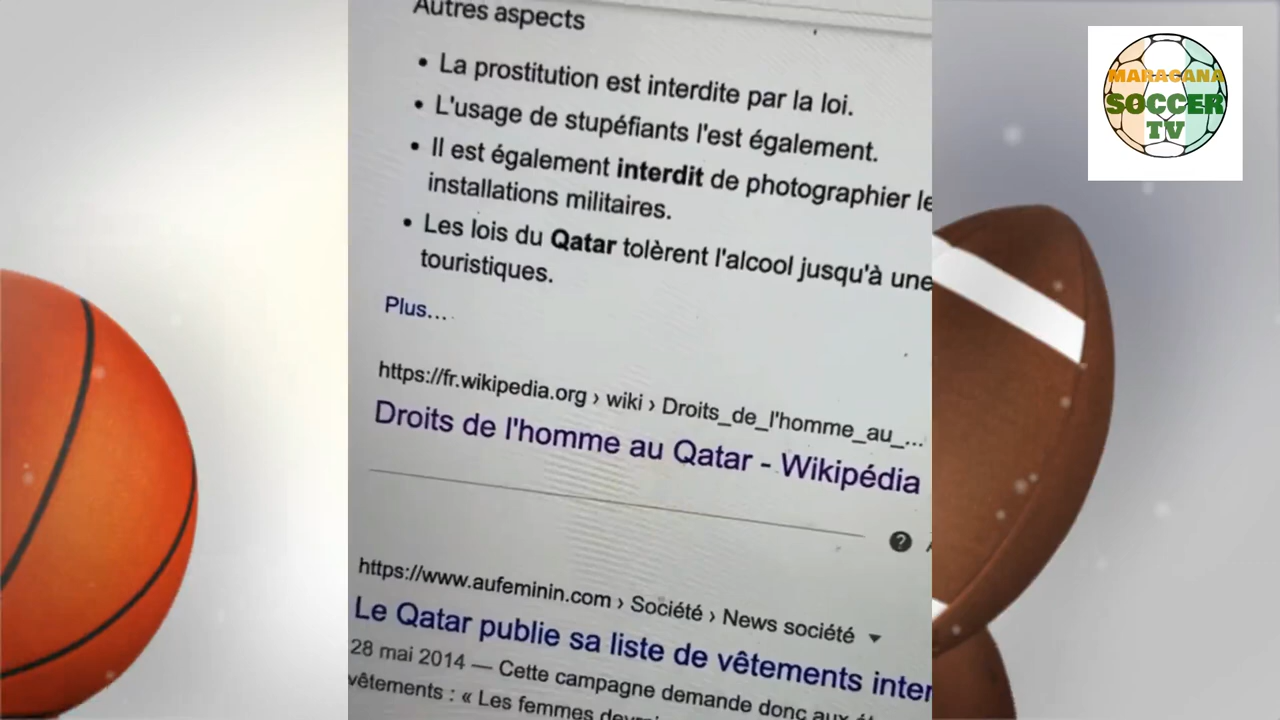 Autres aspects
MARACANA
SOCCER
TV
• La prostitution est interdite par la loi.
• L'usage de stupéfiants l'est également.
• Il est également interdit de photographier le
installations militaires.
• Les lois du Qatar tolèrent l'alcool jusqu'à une
touristiques.
Plus...
https://fr.wikipedia.org › wiki › Droits_de_l'homme_au_...
Droits de l'homme au Qatar - Wikipédia
https://www.aufeminin.com › Société › News société
Le Qatar publie sa liste de vêtements inter
28 mai 2014 — Cette campagne demande donc aux
vêtements : « Les femmes